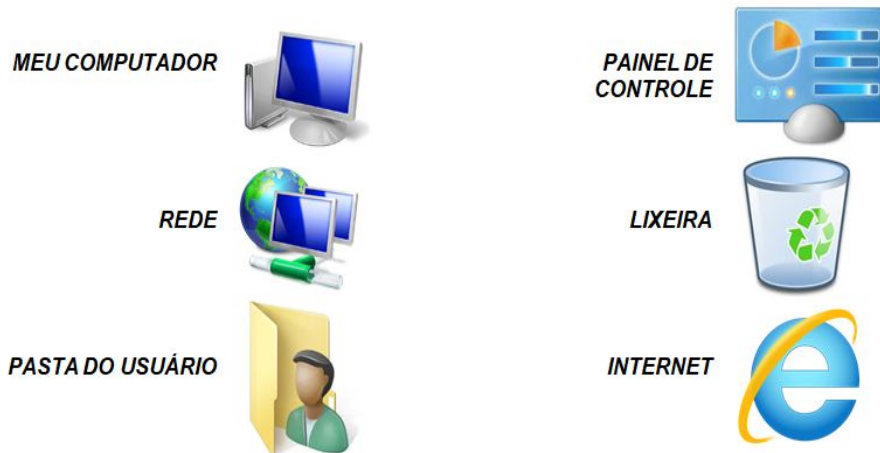 MEU COMPUTADOR
PAINEL DE
CONTROLE
REDE
LIXEIRA
PASTA DO USUÁRIO
INTERNET